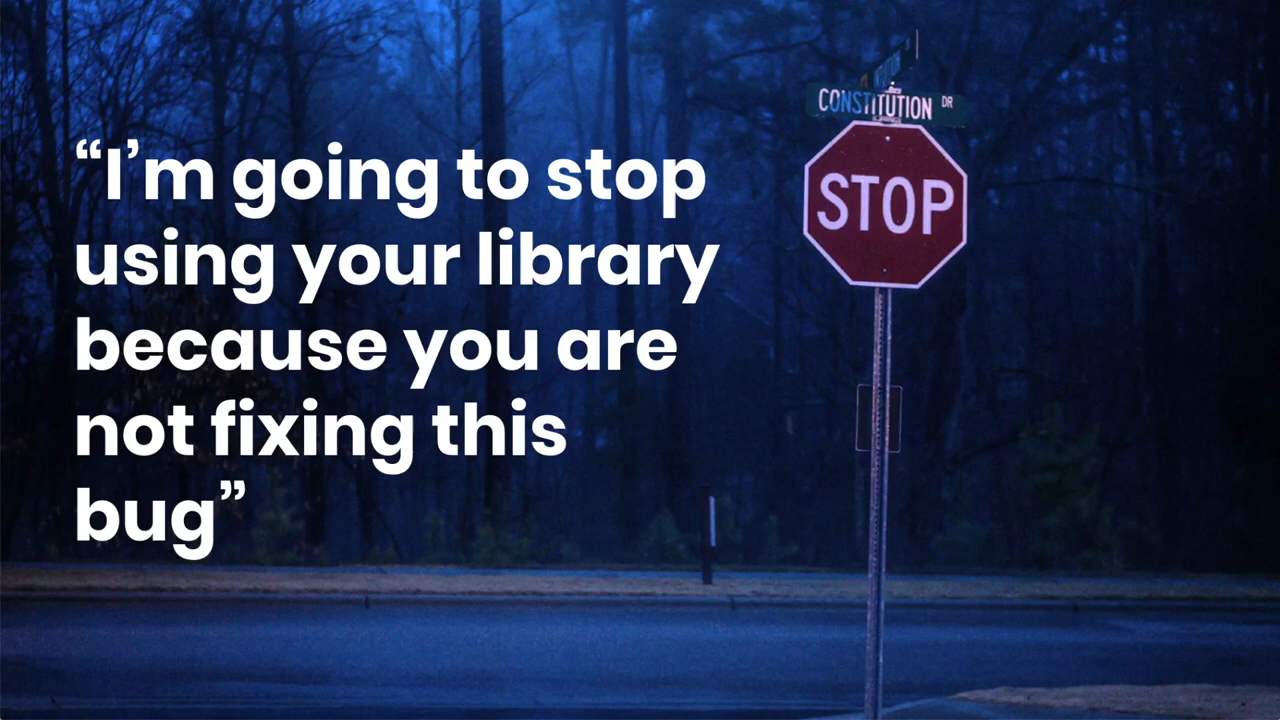 “I’m going to stop
using your library
because you are
not fixing this
bug”
CONSTITUTION DR
STOP